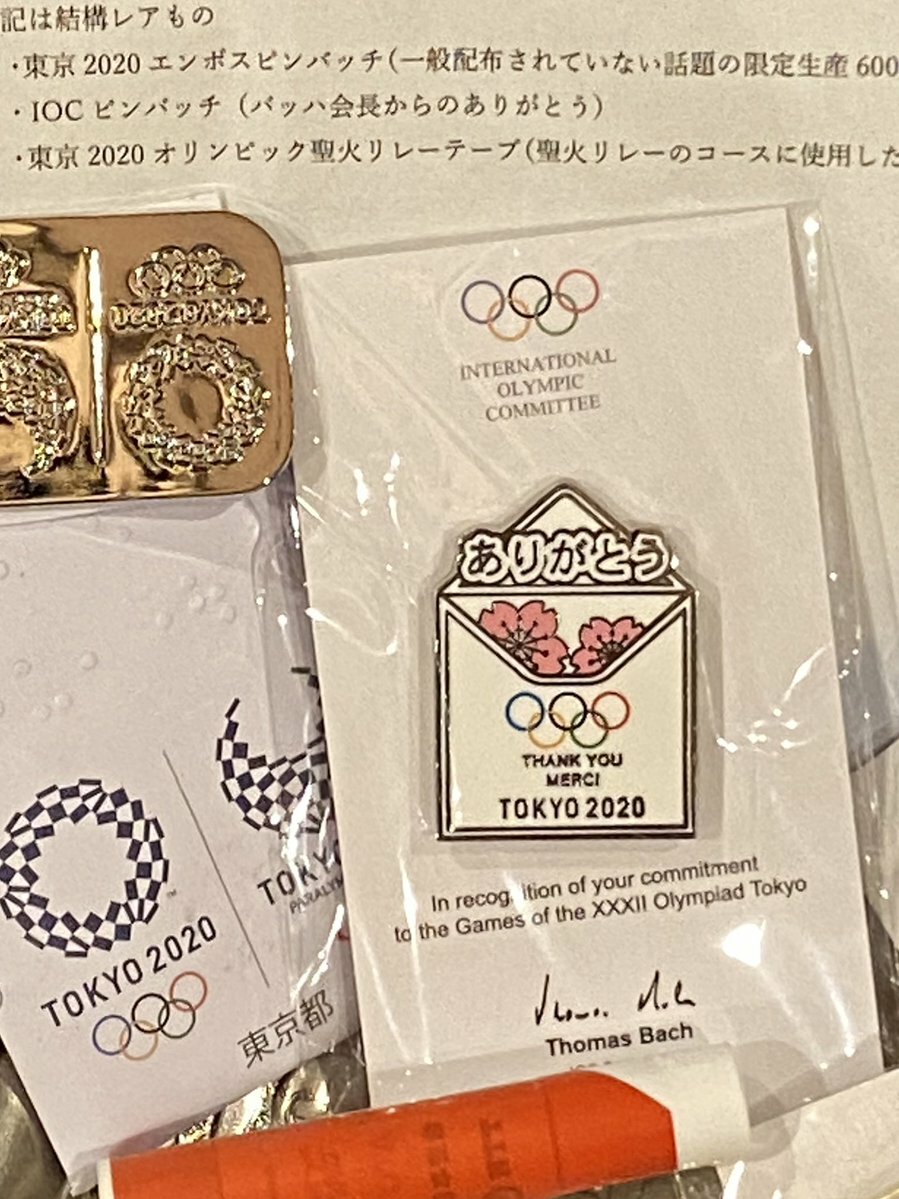 記は結構レアもの
・東京 2020 エンボスピンバッチ(一般配布されていない話題の限定生産 600
・IOC ピンバッチ（バッハ会長からのありがとう）
・東京 2020 オリンピック聖火リレーテープ(聖火リレーのコースに使用した
INTERNATIONAL
OLYMPIC
COMMITTEE
ありがとう
THANK YOU
MERCI
TOKYO 2020
In recognition of your commitment
to the Games of the XXXII Olympiad Tokyo
Thomas Bach
TOKYO 2020
TOKYO
PARALYM
東京都